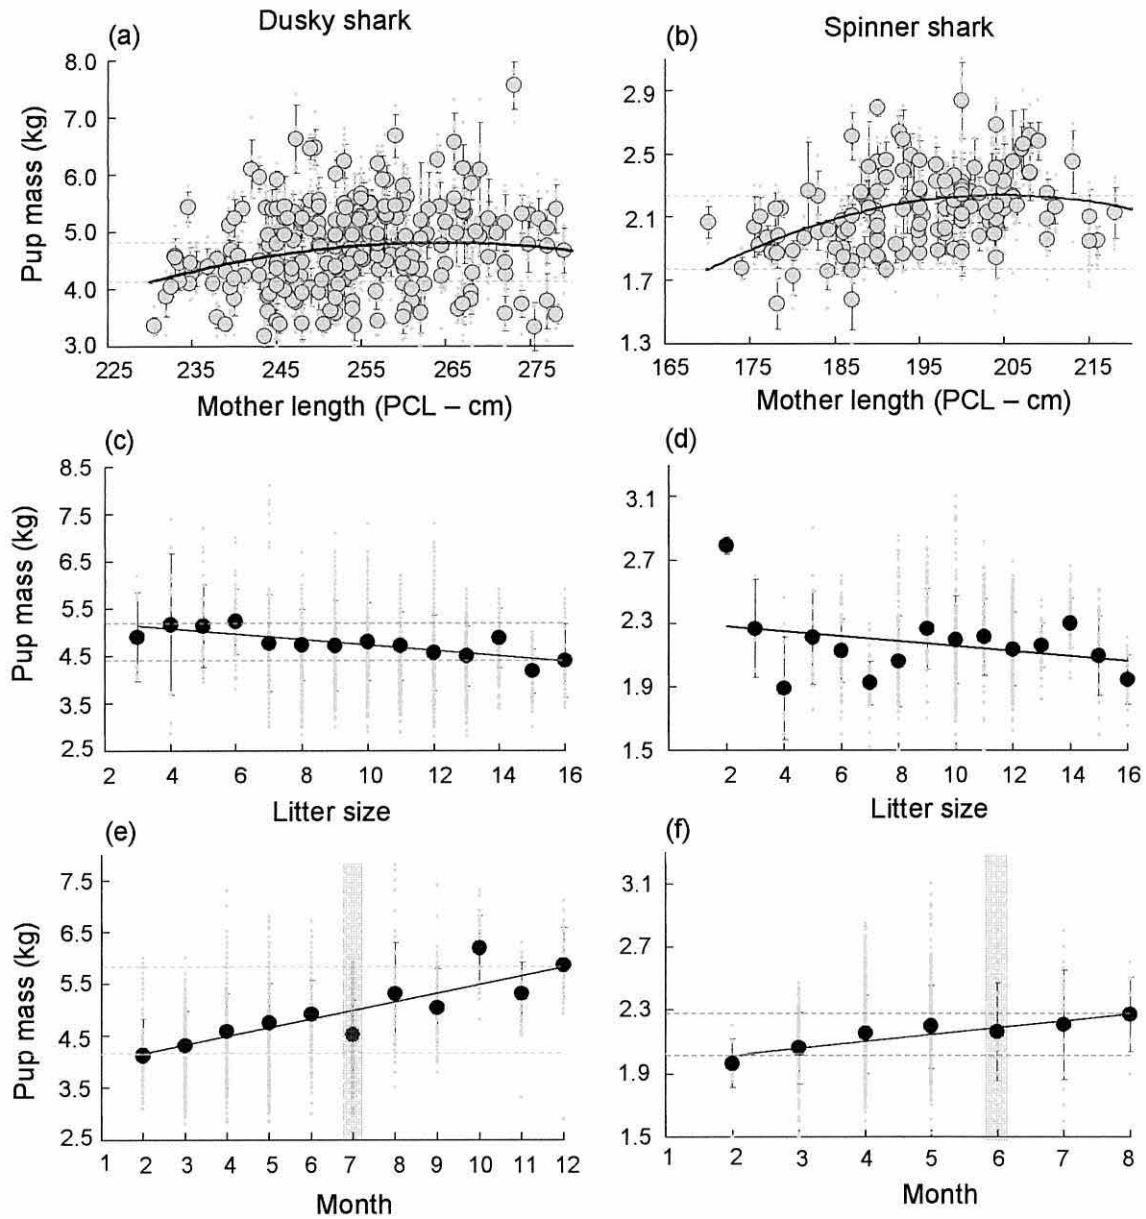 Dusky shark
Spinner shark
(a)
(b)
Pup mass (kg)
8.0
7.0
6.0
5.0
4.0
3.0
225 235 245 255 265 275
Mother length (PCL – cm)
2.9
2.5
2.1
1.7
1.3
165 175 185 195 205 215
Mother length (PCL – cm)
(c)
(d)
Pup mass (kg)
8.5
7.5
6.5
5.5
4.5
3.5
2.5
2 4 6 8 10 12 14 16
Litter size
3.1
2.7
2.3
1.9
1.5
2 4 6 8 10 12 14 16
Litter size
(e)
(f)
Pup mass (kg)
7.5
6.5
5.5
4.5
3.5
2.5
1 2 3 4 5 6 7 8 9 10 11 12
Month
3.1
2.7
2.3
1.9
1.5
1 2 3 4 5 6 7 8
Month